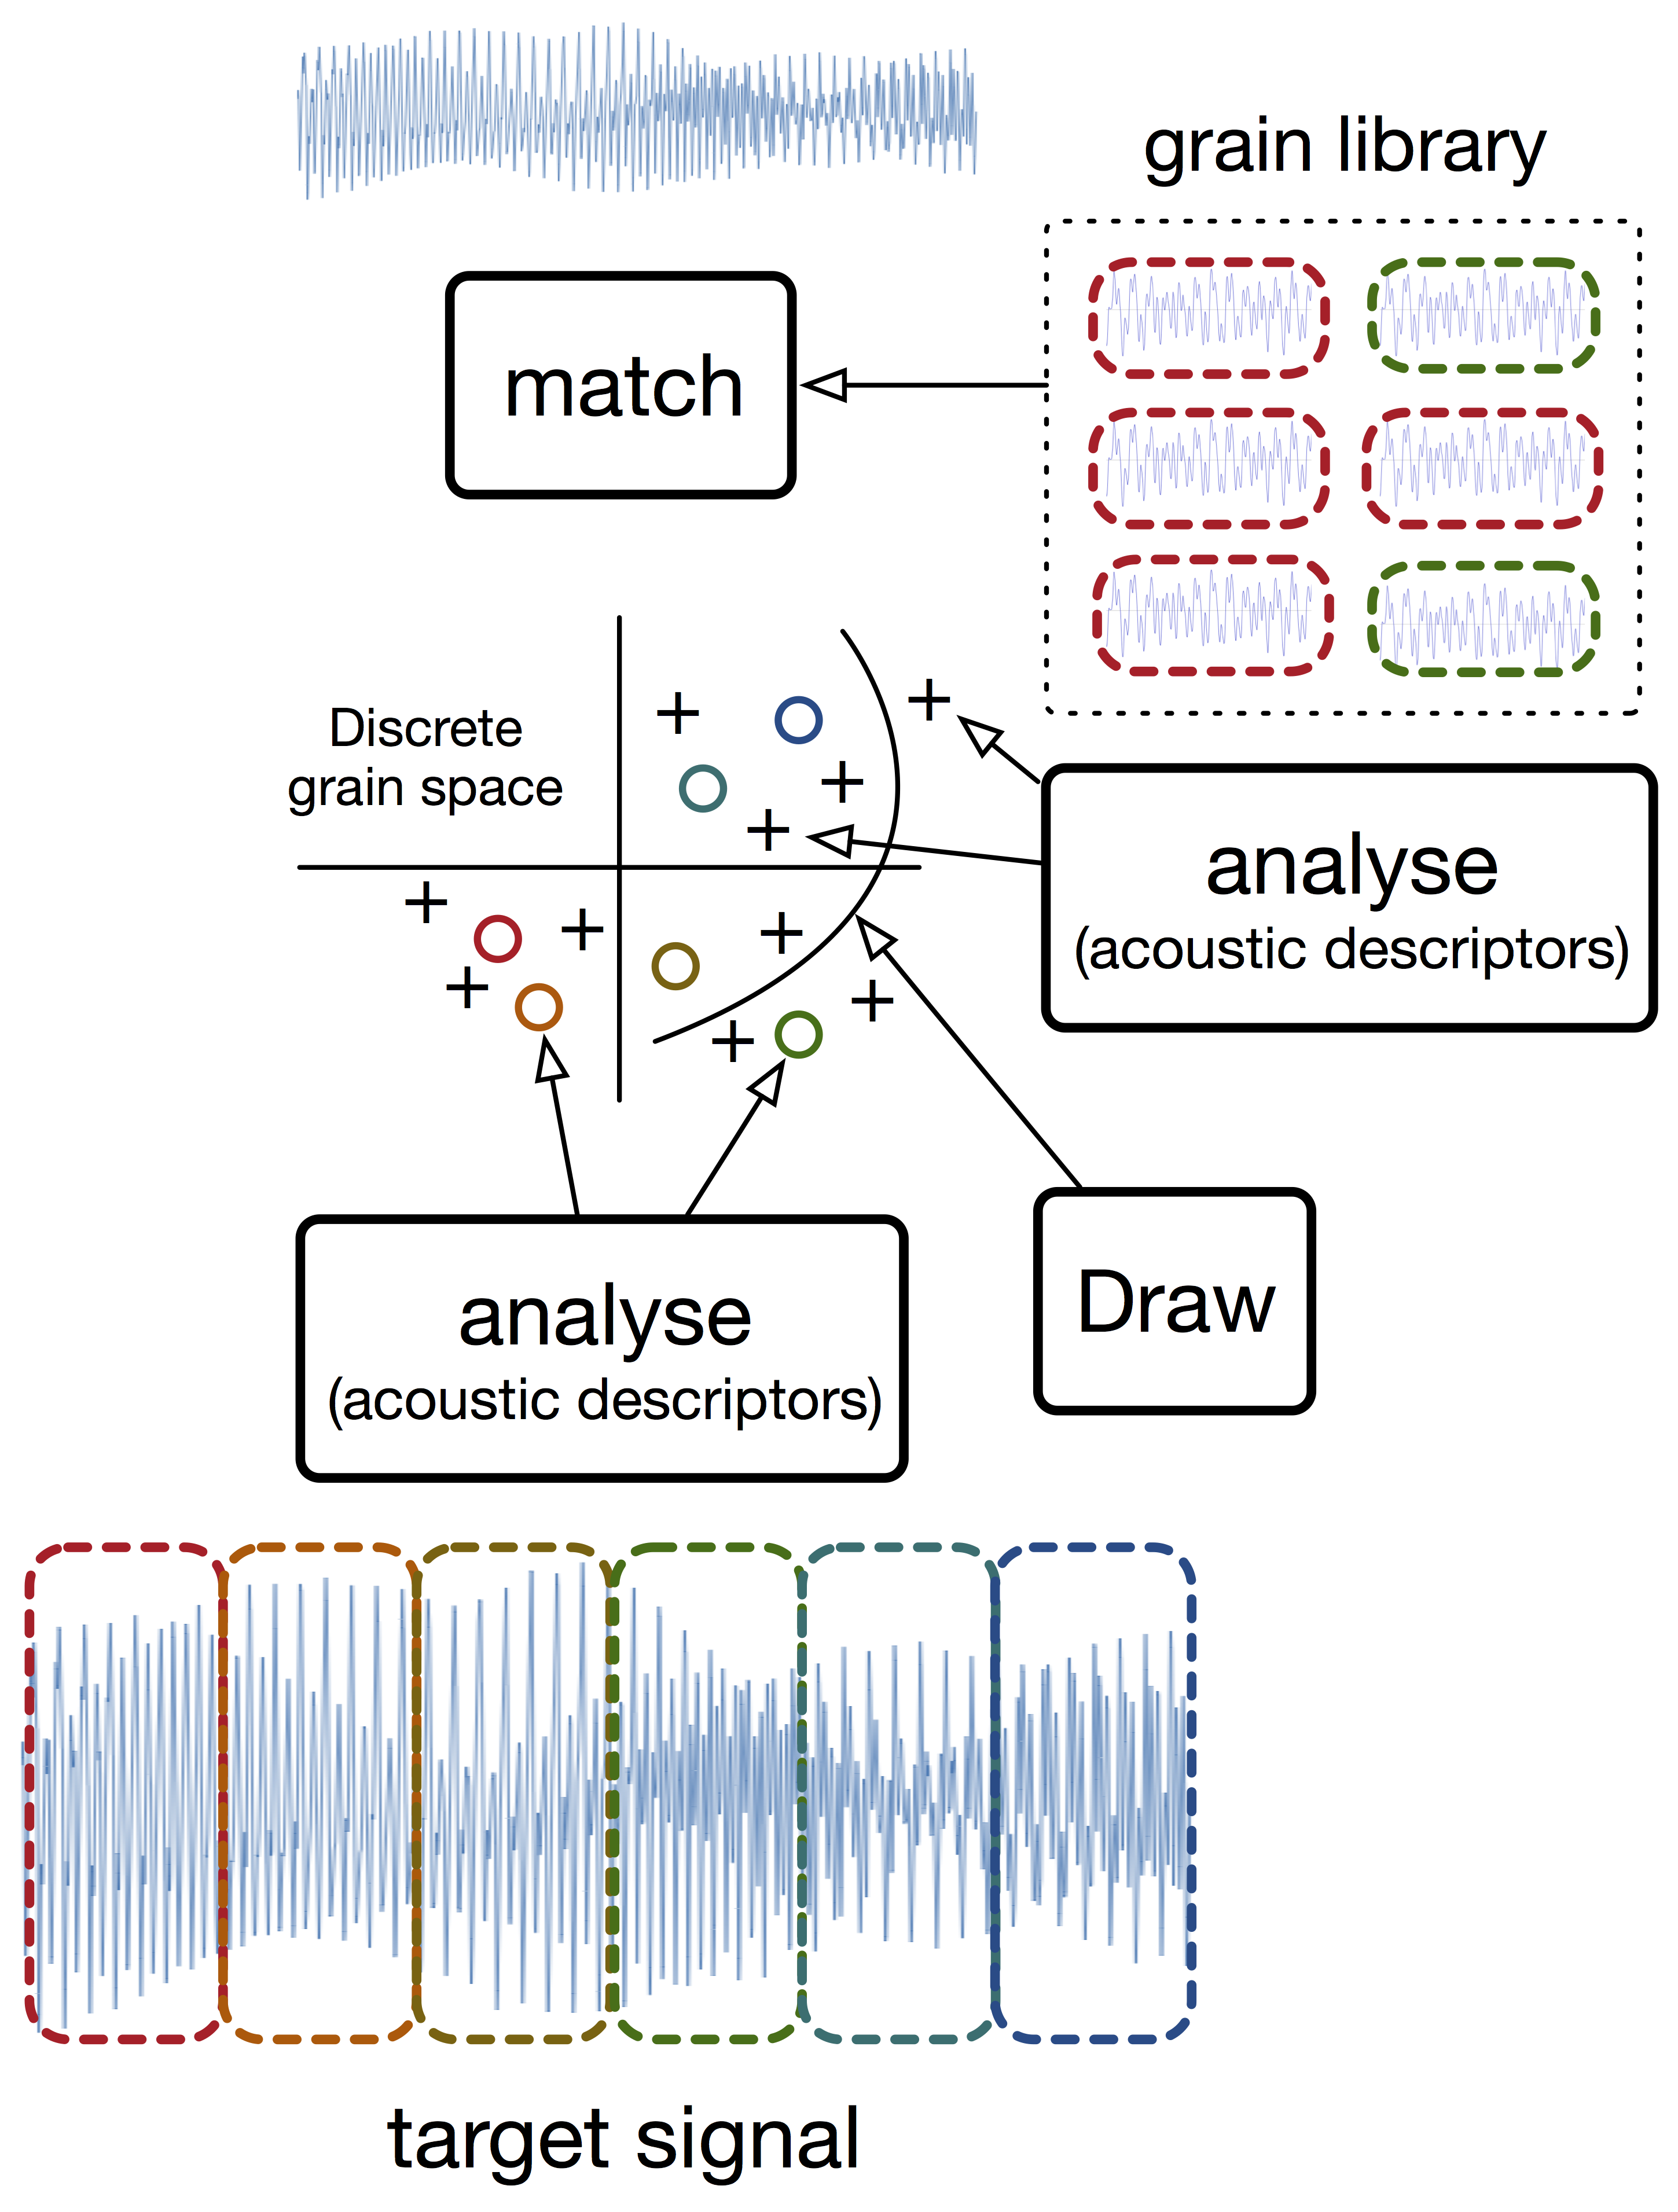 grain library
match
Discrete
grain space
analyse
(acoustic descriptors)
analyse
(acoustic descriptors)
Draw
target signal